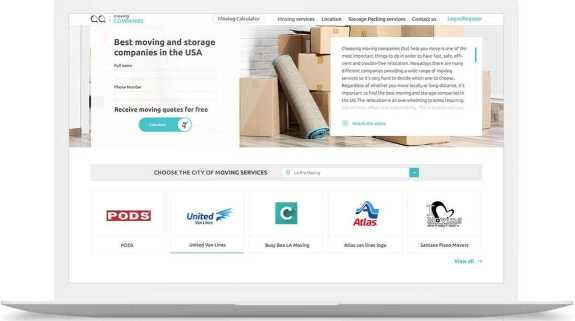 moving
COMPANIES
Moving Calculator
Moving services
Location
Storage Packing services
Contact us
Login/Register
Best moving and storage
companies in the USA
Full name
Phone Number
Receive moving quotes for free
Calculate
Choosing moving companies that help you move is one of the
most important things to do in order to have fast, safe, effi-
cient and trouble-free relocation. Nowadays there are many
different companies providing a wide range of moving
services so it's very hard to decide which one to choose.
Regardless of whether you move locally or long-distance, it's
important to find the best moving and storage companies in
the US. The relocation is an overwhelming process requiring
Watch the video
CHOOSE THE CITY OF MOVING SERVICES
PODS
United
Van Lines
C
Atlas
PODS
United Van Lines
Busy Bee LA Moving
Atlas van lines logo
Santana Piano Movers
View all